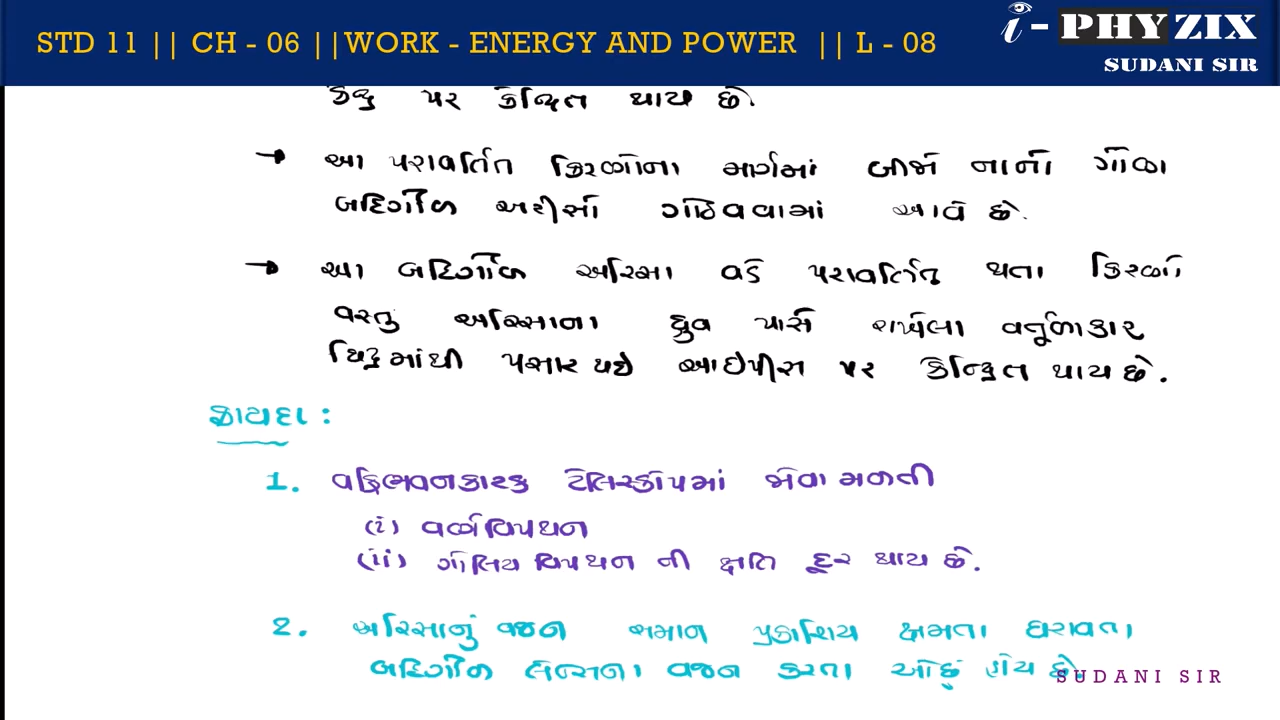 STD 11 || CH - 06 ||WORK - ENERGY AND POWER || L - 08
i-PHYZIX
SUDANI SIR
પર કેન્દ્રિત થાય છે.
→ આ પરાવર્તિત કિરણોના માર્ગમાં બીજો નાનો ગોળા
બહિર્ગોળ અરીસો ગોઠવવામાં આવે છે.
→ આ બહિર્ગોળ અરિસા વડે પરાવર્તિત થતા કિરણો
વસ્તુ અરિસાના ધ્રુવ પાસે રાખેલા વર્તુળાકાર
છિદ્રમાંથી પસાર થઈ આઈપીસ પર કેન્દ્રિત થાય છે.
ફાયદા :
1. વક્રિભવનકારક ટેલિસ્કોપમાં જોવા મળતી
(i) વર્ણવિપથન
(ii) ગોલિય વિપથન ની ક્ષતિ દૂર થાય છે.
2. અરિસાનું વજન સમાન પ્રકાશિય ક્ષમતા ધરાવતા
બહિર્ગોળ લેન્સના વજન કરતા ઓછું હોય છે.
SUDANI SIR